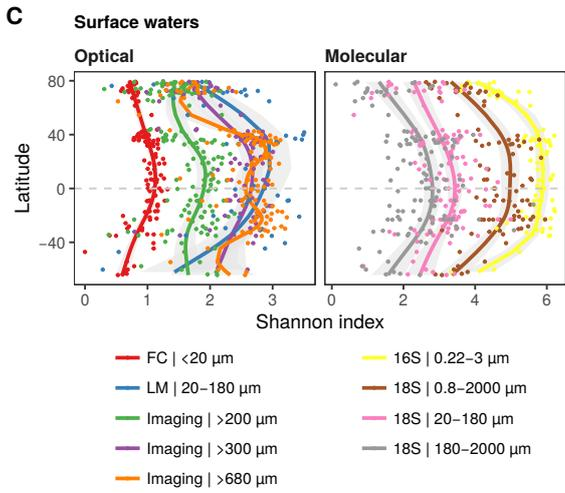 C
Surface waters
Optical
Molecular
80
40
0
−40
Latitude
0 1 2 3
0 2 4 6
Shannon index
FC | <20 μm
LM | 20−180 μm
Imaging | >200 μm
Imaging | >300 μm
Imaging | >680 μm
16S | 0.22−3 μm
18S | 0.8−2000 μm
18S | 20−180 μm
18S | 180−2000 μm